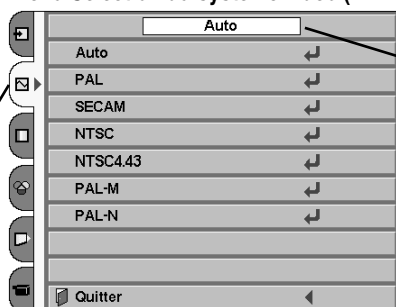 Auto
Auto
PAL
SECAM
NTSC
NTSC4.43
PAL-M
PAL-N
Quitter